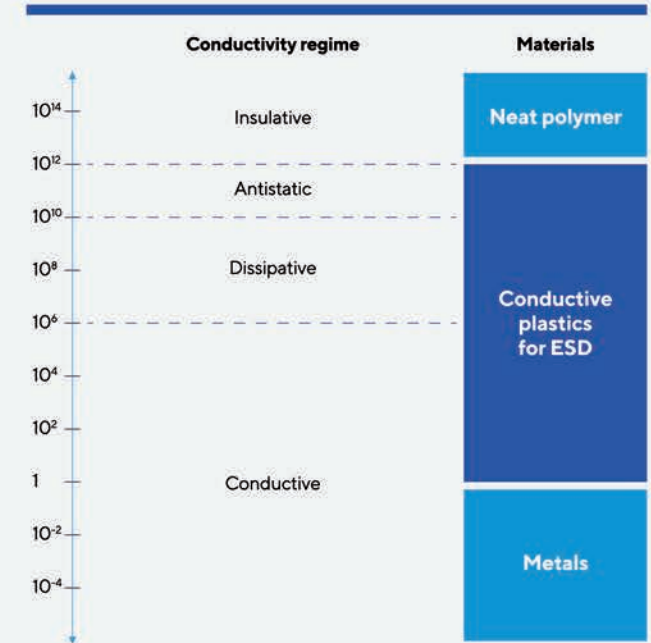 Conductivity regime Materials
10¹⁴
Insulative
Neat polymer
10¹²
Antistatic
10¹⁰
10⁸
Dissipative
Conductive
plastics
for ESD
10⁶
10⁴
10²
1
Conductive
10⁻²
Metals
10⁻⁴